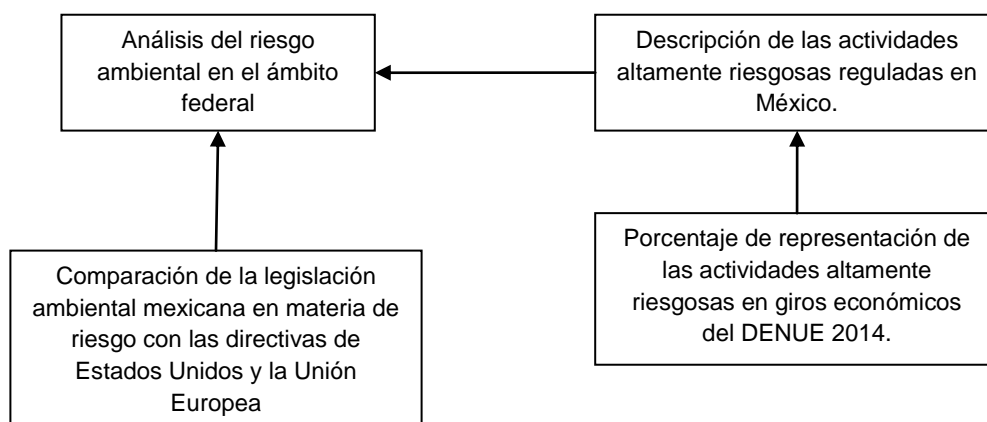 Análisis del riesgo
ambiental en el ámbito
federal
Descripción de las actividades
altamente riesgosas reguladas en
México.
Comparación de la legislación
ambiental mexicana en materia de
riesgo con las directivas de
Estados Unidos y la Unión
Europea
Porcentaje de representación de
las actividades altamente
riesgosas en giros económicos
del DENUE 2014.